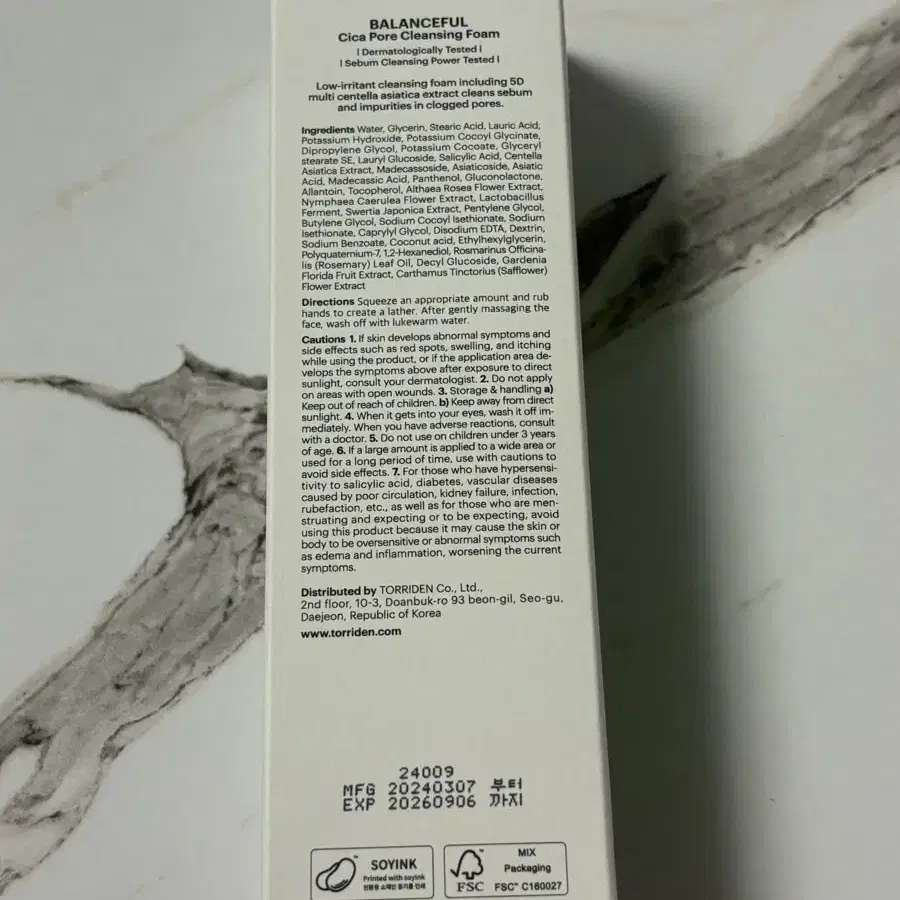 BALANCEFUL
Cica Pore Cleansing Foam
| Dermatologically Tested |
| Sebum Cleansing Power Tested |
Low-irritant cleansing foam including 5D
multi centella asiatica extract cleans sebum
and impurities in clogged pores.
Ingredients Water, Glycerin, Stearic Acid, Lauric Acid,
Potassium Hydroxide, Potassium Cocoyl Glycinate,
Dipropylene Glycol, Potassium Cocoate, Glyceryl
stearate SE, Lauryl Glucoside, Salicylic Acid, Centella
Asiatica Extract, Madecassoside, Asiaticoside, Asiatic
Acid, Madecassic Acid, Panthenol, Gluconolactone,
Allantoin, Tocopherol, Althaea Rosea Flower Extract,
Nymphaea Caerulea Flower Extract, Lactobacillus
Ferment, Swertia Japonica Extract, Pentylene Glycol,
Butylene Glycol, Sodium Cocoyl Isethionate, Sodium
Isethionate, Caprylyl Glycol, Disodium EDTA, Dextrin,
Sodium Benzoate, Coconut acid, Ethylhexylglycerin,
Polyquaternium-7, 1,2-Hexanediol, Rosmarinus Officina-
lis (Rosemary) Leaf Oil, Decyl Glucoside, Gardenia
Florida Fruit Extract, Carthamus Tinctorius (Safflower)
Flower Extract
Directions Squeeze an appropriate amount and rub
hands to create a lather. After gently massaging the
face, wash off with lukewarm water.
Cautions 1. If skin develops abnormal symptoms and
side effects such as red spots, swelling, and itching
while using the product, or if the application area de-
velops the symptoms above after exposure to direct
sunlight, consult your dermatologist. 2. Do not apply
on areas with open wounds. 3. Storage & handling a)
Keep out of reach of children. b) Keep away from direct
sunlight. 4. When it gets into your eyes, wash it off im-
mediately. When you have adverse reactions, consult
with a doctor. 5. Do not use on children under 3 years
of age. 6. If a large amount is applied to a wide area or
used for a long period of time, use with cautions to
avoid side effects. 7. For those who have hypersensi-
tivity to salicylic acid, diabetes, vascular diseases
caused by poor circulation, kidney failure, infection,
rubefaction, etc., as well as for those who are men-
struating and expecting or to be expecting, avoid
using this product because it may cause the skin or
body to be oversensitive or abnormal symptoms such
as edema and inflammation, worsening the current
symptoms.
Distributed by TORRIDEN Co., Ltd.,
2nd floor, 10-3, Doanbuk-ro 93 beon-gil, Seo-gu,
Daejeon, Republic of Korea
www.torriden.com
24009
MFG 20240307 부터
EXP 20260906 까지
SOYINK
Printed with soyink
친환경 소재인 콩기름 인쇄
FSC
MIX
Packaging
FSC™ C160027